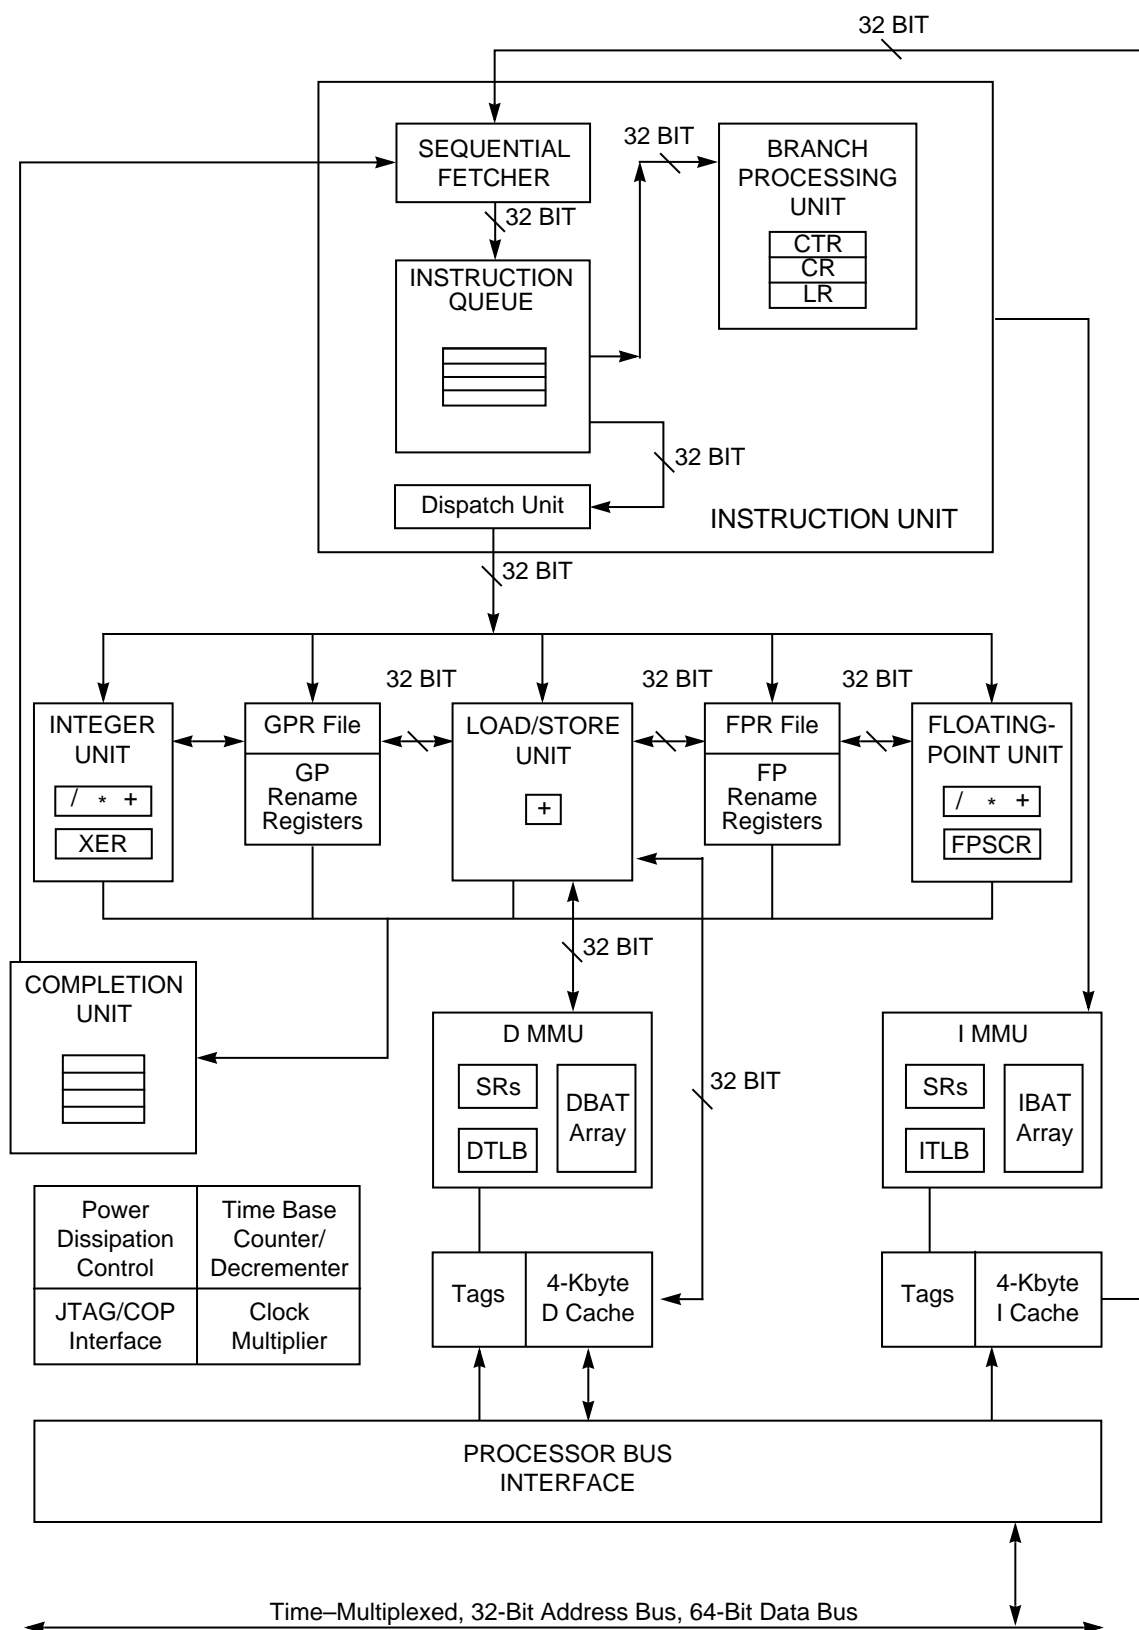 32 BIT
SEQUENTIAL
FETCHER
32 BIT
BRANCH
PROCESSING
UNIT
CTR
CR
LR
32 BIT
INSTRUCTION
QUEUE
32 BIT
Dispatch Unit
INSTRUCTION UNIT
32 BIT
32 BIT
32 BIT
32 BIT
INTEGER
UNIT
/ * +
XER
GPR File
GP
Rename
Registers
LOAD/STORE
UNIT
+
FPR File
FP
Rename
Registers
FLOATING-
POINT UNIT
/ * +
FPSCR
32 BIT
COMPLETION
UNIT
D MMU
SRs
DTLB
DBAT
Array
32 BIT
I MMU
SRs
ITLB
IBAT
Array
Power
Dissipation
Control
Time Base
Counter/
Decrementer
JTAG/COP
Interface
Clock
Multiplier
Tags
4-Kbyte
D Cache
Tags
4-Kbyte
I Cache
PROCESSOR BUS
INTERFACE
Time–Multiplexed, 32-Bit Address Bus, 64-Bit Data Bus